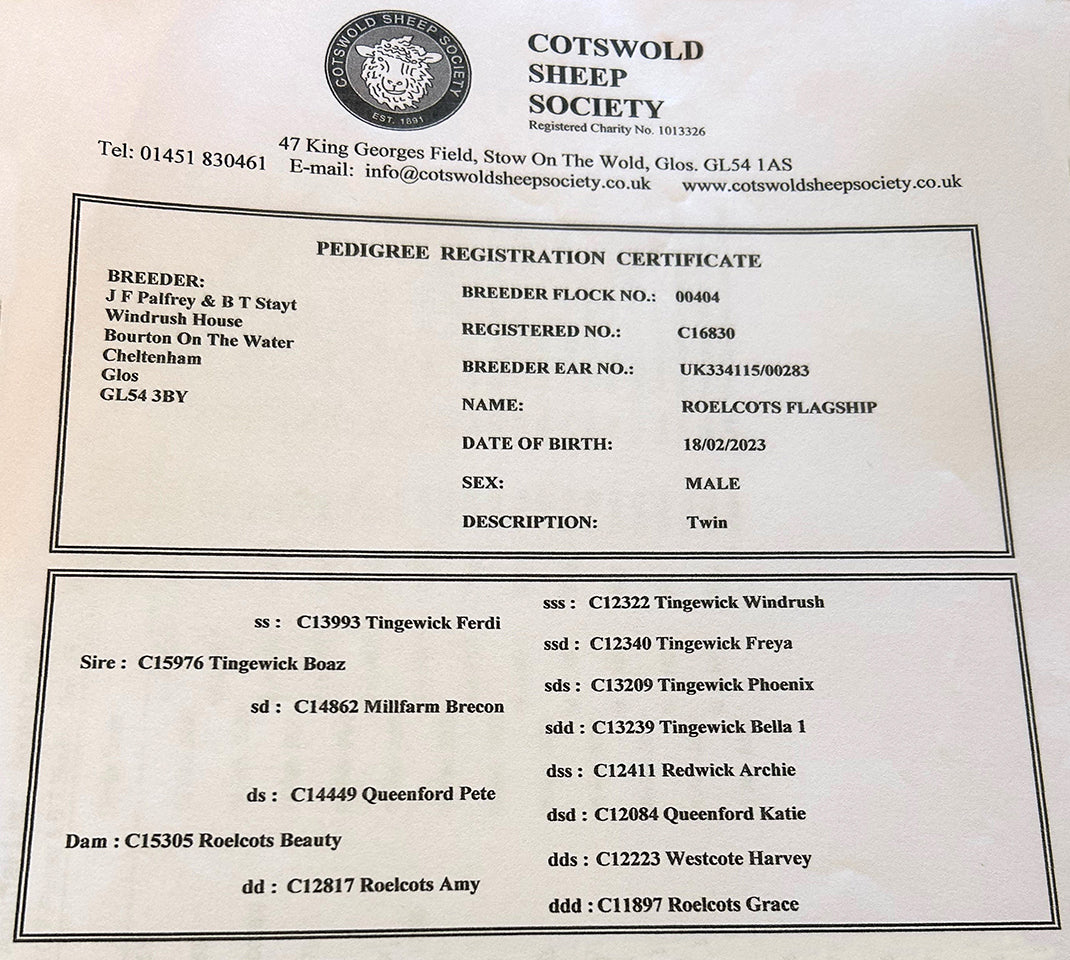 COTSWOLD SHEEP SOCIETY
EST. 1891
COTSWOLD
SHEEP
SOCIETY
Registered Charity No. 1013326
47 King Georges Field, Stow On The Wold, Glos. GL54 1AS
Tel: 01451 830461 E-mail: info@cotswoldsheepsociety.co.uk www.cotswoldsheepsociety.co.uk
PEDIGREE REGISTRATION CERTIFICATE
BREEDER:
J F Palfrey & B T Stayt
Windrush House
Bourton On The Water
Cheltenham
Glos
GL54 3BY
BREEDER FLOCK NO.: 00404
REGISTERED NO.: C16830
BREEDER EAR NO.: UK334115/00283
NAME: ROELCOTS FLAGSHIP
DATE OF BIRTH: 18/02/2023
SEX: MALE
DESCRIPTION: Twin
sss : C12322 Tingewick Windrush
ss : C13993 Tingewick Ferdi
ssd : C12340 Tingewick Freya
Sire : C15976 Tingewick Boaz
sds : C13209 Tingewick Phoenix
sd : C14862 Millfarm Brecon
sdd : C13239 Tingewick Bella 1
dss : C12411 Redwick Archie
ds : C14449 Queenford Pete
dsd : C12084 Queenford Katie
Dam : C15305 Roelcots Beauty
dds : C12223 Westcote Harvey
dd : C12817 Roelcots Amy
ddd : C11897 Roelcots Grace